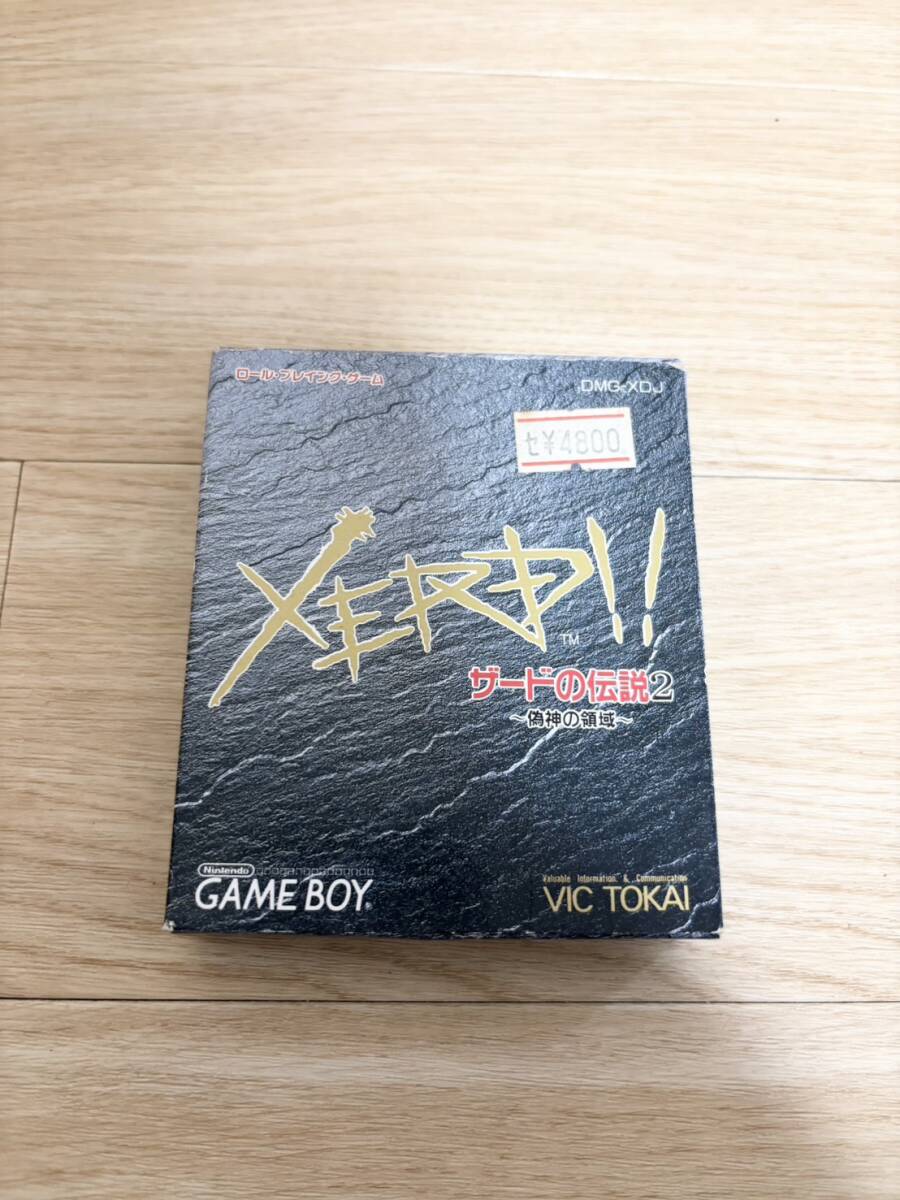 ロール・プレイング・ゲーム
DMG-XDJ
セ¥4800
XERD!!
TM
ザードの伝説2
〜偽神の領域〜
Nintendo
GAME BOY
Valuable Information & Communication
VIC TOKAI